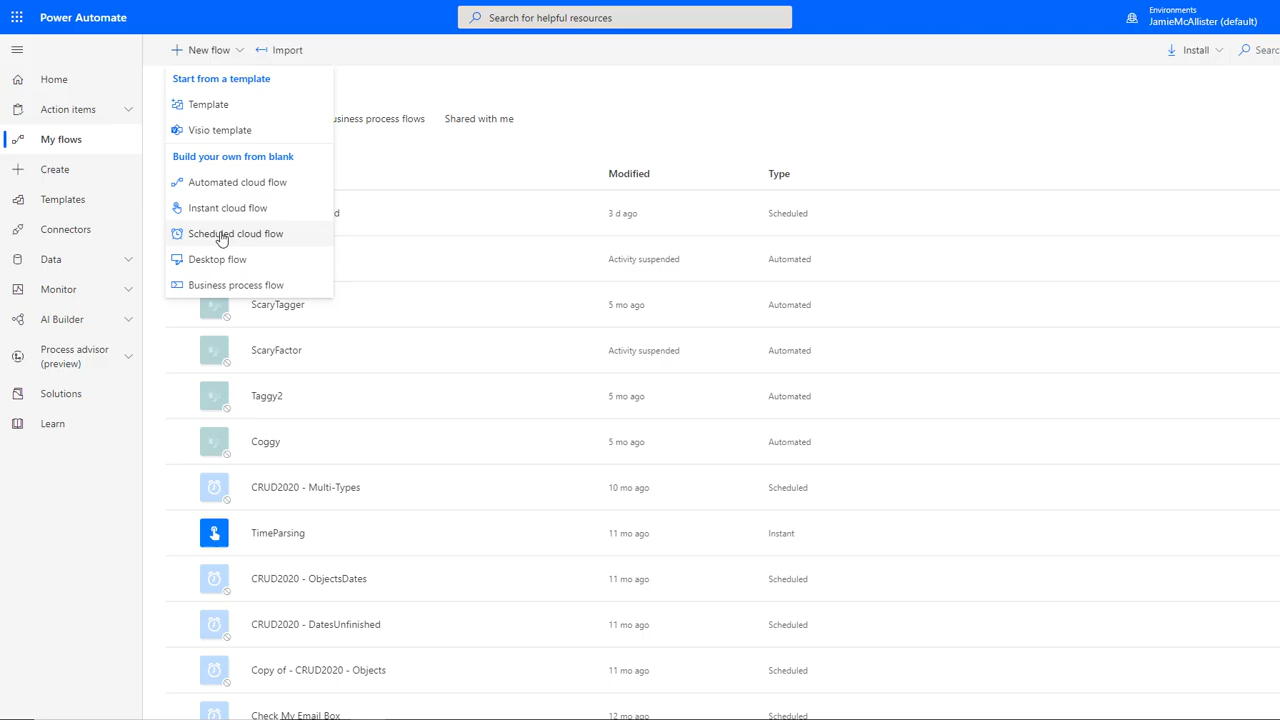 Power Automate
Search for helpful resources
Environments
JamieMcAllister (default)
New flow
Import
Install
Searc
Home
Action items
My flows
Create
Templates
Connectors
Data
Monitor
AI Builder
Process advisor
(preview)
Solutions
Learn
Start from a template
Template
Visio template
Build your own from blank
Automated cloud flow
Instant cloud flow
Scheduled cloud flow
Desktop flow
Business process flow
usiness process flows
Shared with me
Modified
Type
d
3 d ago
Scheduled
Activity suspended
Automated
ScaryTagger
5 mo ago
Automated
ScaryFactor
Activity suspended
Automated
Taggy2
5 mo ago
Automated
Coggy
5 mo ago
Automated
CRUD2020 - Multi-Types
10 mo ago
Scheduled
TimeParsing
11 mo ago
Instant
CRUD2020 - ObjectsDates
11 mo ago
Scheduled
CRUD2020 - DatesUnfinished
11 mo ago
Scheduled
Copy of - CRUD2020 - Objects
11 mo ago
Scheduled
Check My Email Box
12 mo ago
Scheduled